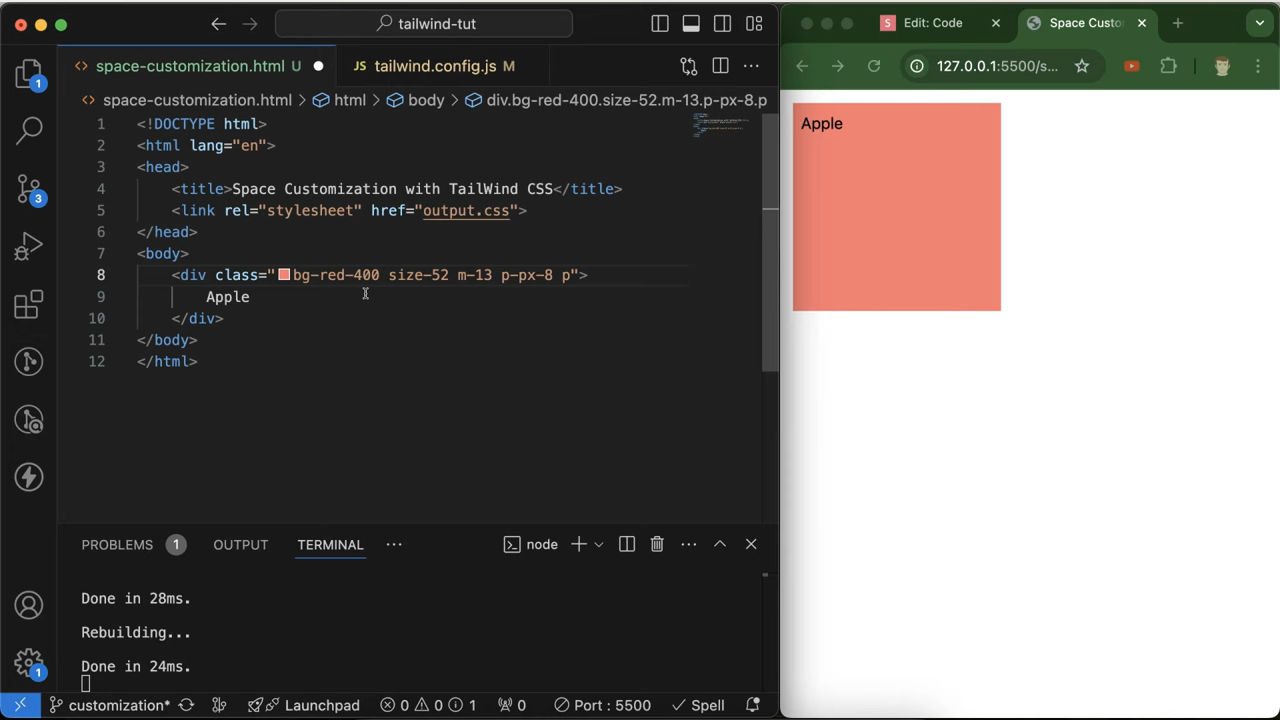 tailwind-tut
space-customization.html U
JS tailwind.config.js M
space-customization.html > html > body > div.bg-red-400.size-52.m-13.p-px-8.p
1 <!DOCTYPE html>
2 <html lang="en">
3 <head>
4 <title>Space Customization with TailWind CSS</title>
5 <link rel="stylesheet" href="output.css">
6 </head>
7 <body>
8 <div class="bg-red-400 size-52 m-13 p-px-8 p">
9 Apple
10 </div>
11 </body>
12 </html>
1
3
1
PROBLEMS 1 OUTPUT TERMINAL ··· node
Done in 28ms.
Rebuilding...
Done in 24ms.
customization* Launchpad 0 0 1 0 Port : 5500 Spell
S Edit: Code
Space Custo
127.0.0.1:5500/s...
Apple